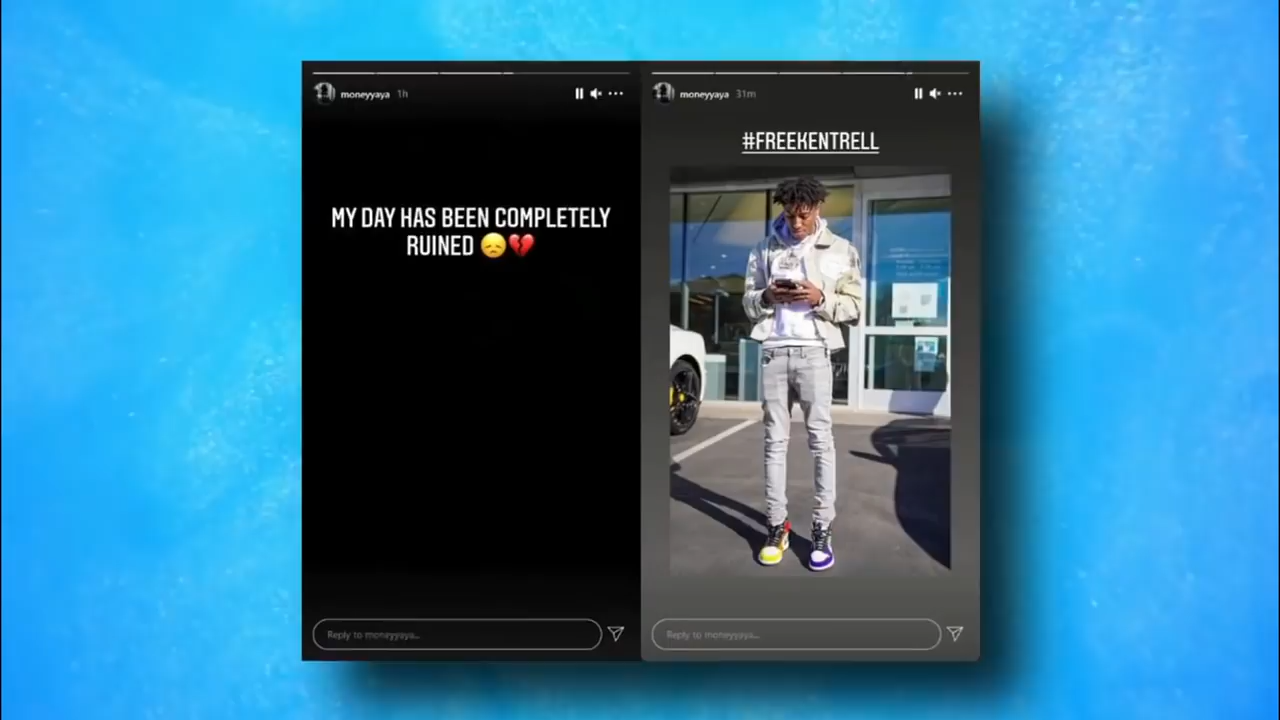 moneyyaya 1h
MY DAY HAS BEEN COMPLETELY
RUINED 😞💔
Reply to moneyyaya...
moneyyaya 31m
#FREEKENTRELL
Reply to moneyyaya...